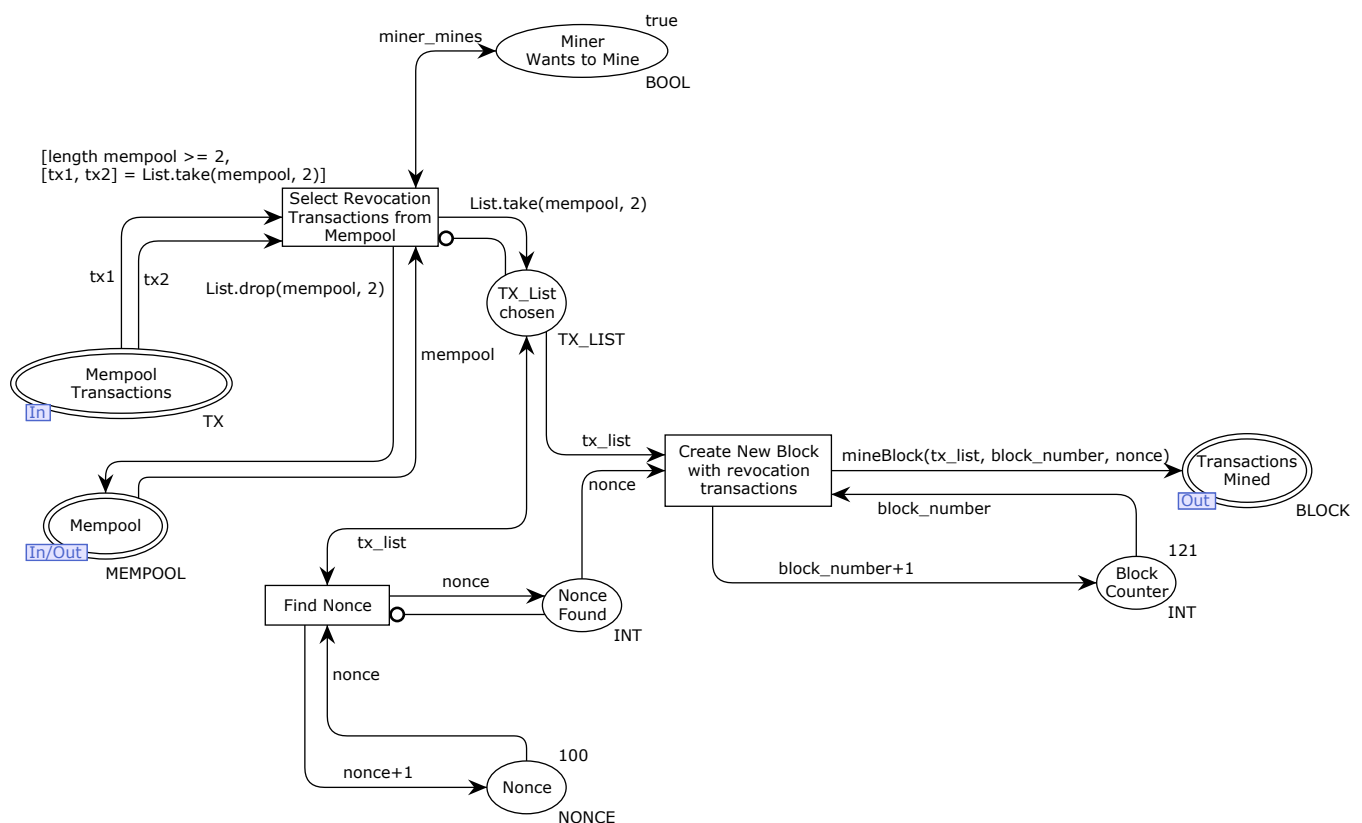 true
miner_mines
Miner
Wants to Mine
BOOL
[length mempool >= 2,
[tx1, tx2] = List.take(mempool, 2)]
Select Revocation
Transactions from
Mempool
List.take(mempool, 2)
tx1
tx2
List.drop(mempool, 2)
TX_List
chosen
TX_LIST
mempool
Mempool
Transactions
In
TX
tx_list
Create New Block
with revocation
transactions
mineBlock(tx_list, block_number, nonce)
Transactions
Mined
Out
BLOCK
nonce
block_number
Mempool
In/Out
MEMPOOL
tx_list
121
block_number+1
Block
Counter
INT
nonce
Find Nonce
Nonce
Found
INT
nonce
100
nonce+1
Nonce
NONCE